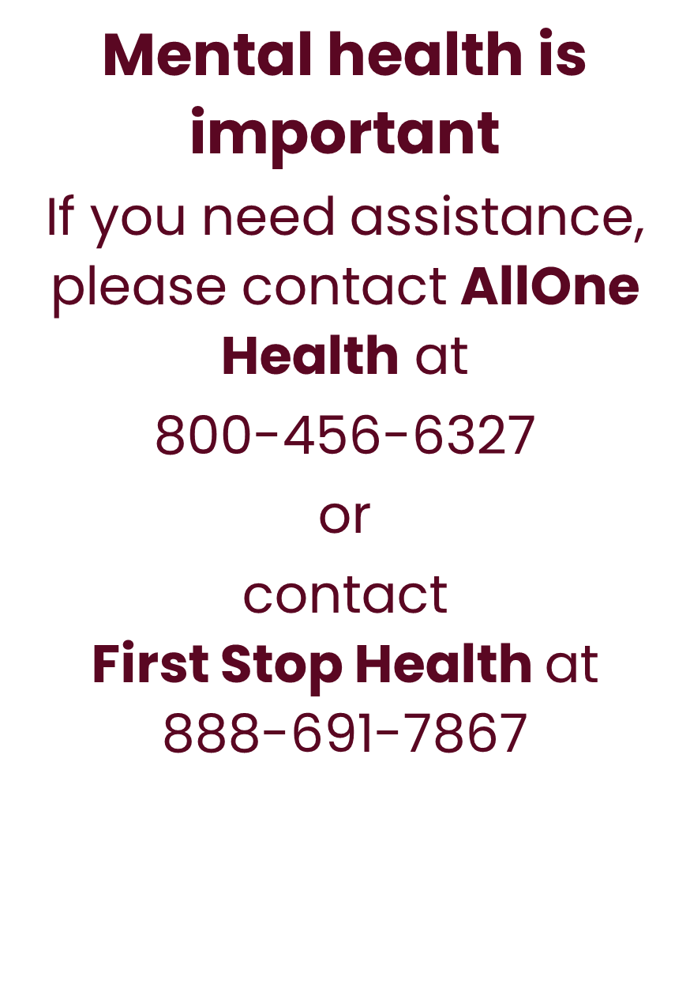 Mental health is
important
If you need assistance,
please contact AllOne
Health at
800-456-6327
or
contact
First Stop Health at
888-691-7867